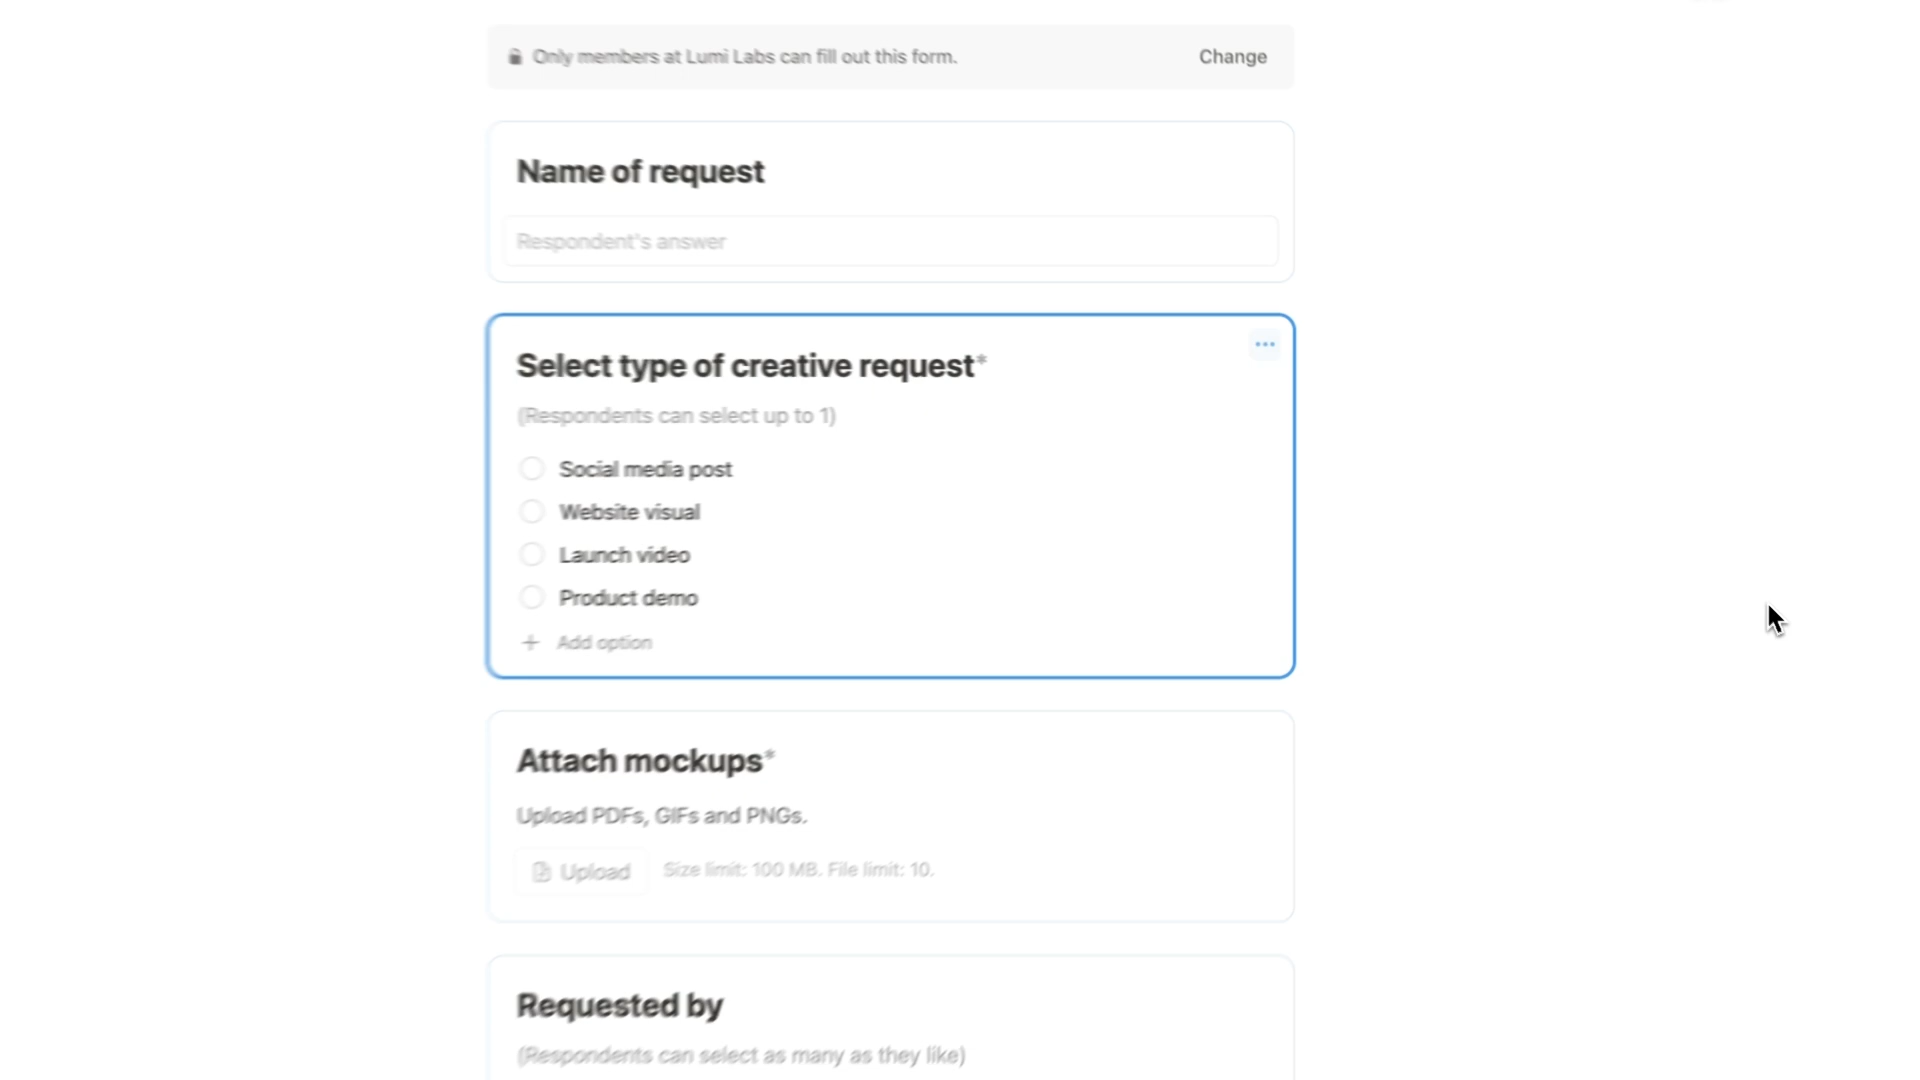 Only members at Lumi Labs can fill out this form. Change
Name of request
Respondent's answer
Select type of creative request*
(Respondents can select up to 1)
Social media post
Website visual
Launch video
Product demo
+ Add option
Attach mockups*
Upload PDFs, GIFs and PNGs.
Upload Size limit: 100 MB. File limit: 10.
Requested by
(Respondents can select as many as they like)